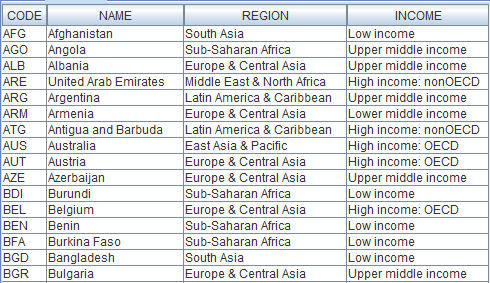 CODE NAME REGION INCOME
AFG Afghanistan South Asia Low income
AGO Angola Sub-Saharan Africa Upper middle income
ALB Albania Europe & Central Asia Upper middle income
ARE United Arab Emirates Middle East & North Africa High income: nonOECD
ARG Argentina Latin America & Caribbean Upper middle income
ARM Armenia Europe & Central Asia Lower middle income
ATG Antigua and Barbuda Latin America & Caribbean High income: nonOECD
AUS Australia East Asia & Pacific High income: OECD
AUT Austria Europe & Central Asia High income: OECD
AZE Azerbaijan Europe & Central Asia Upper middle income
BDI Burundi Sub-Saharan Africa Low income
BEL Belgium Europe & Central Asia High income: OECD
BEN Benin Sub-Saharan Africa Low income
BFA Burkina Faso Sub-Saharan Africa Low income
BGD Bangladesh South Asia Low income
BGR Bulgaria Europe & Central Asia Upper middle income